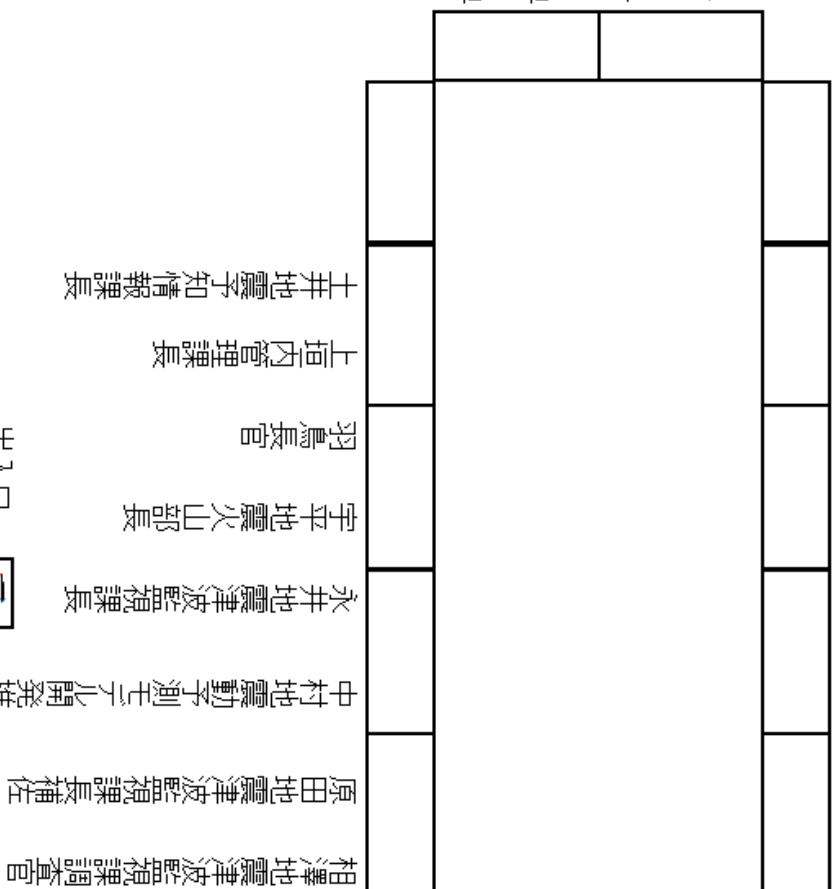 土井地震予知情報課長
上垣内管理課長
羽鳥長官
宇平地震火山部長
永井地震津波監視課長
中村地震動予測モデル開発推
原田地震津波監視課長補佐
相澤地震津波監視課調査官